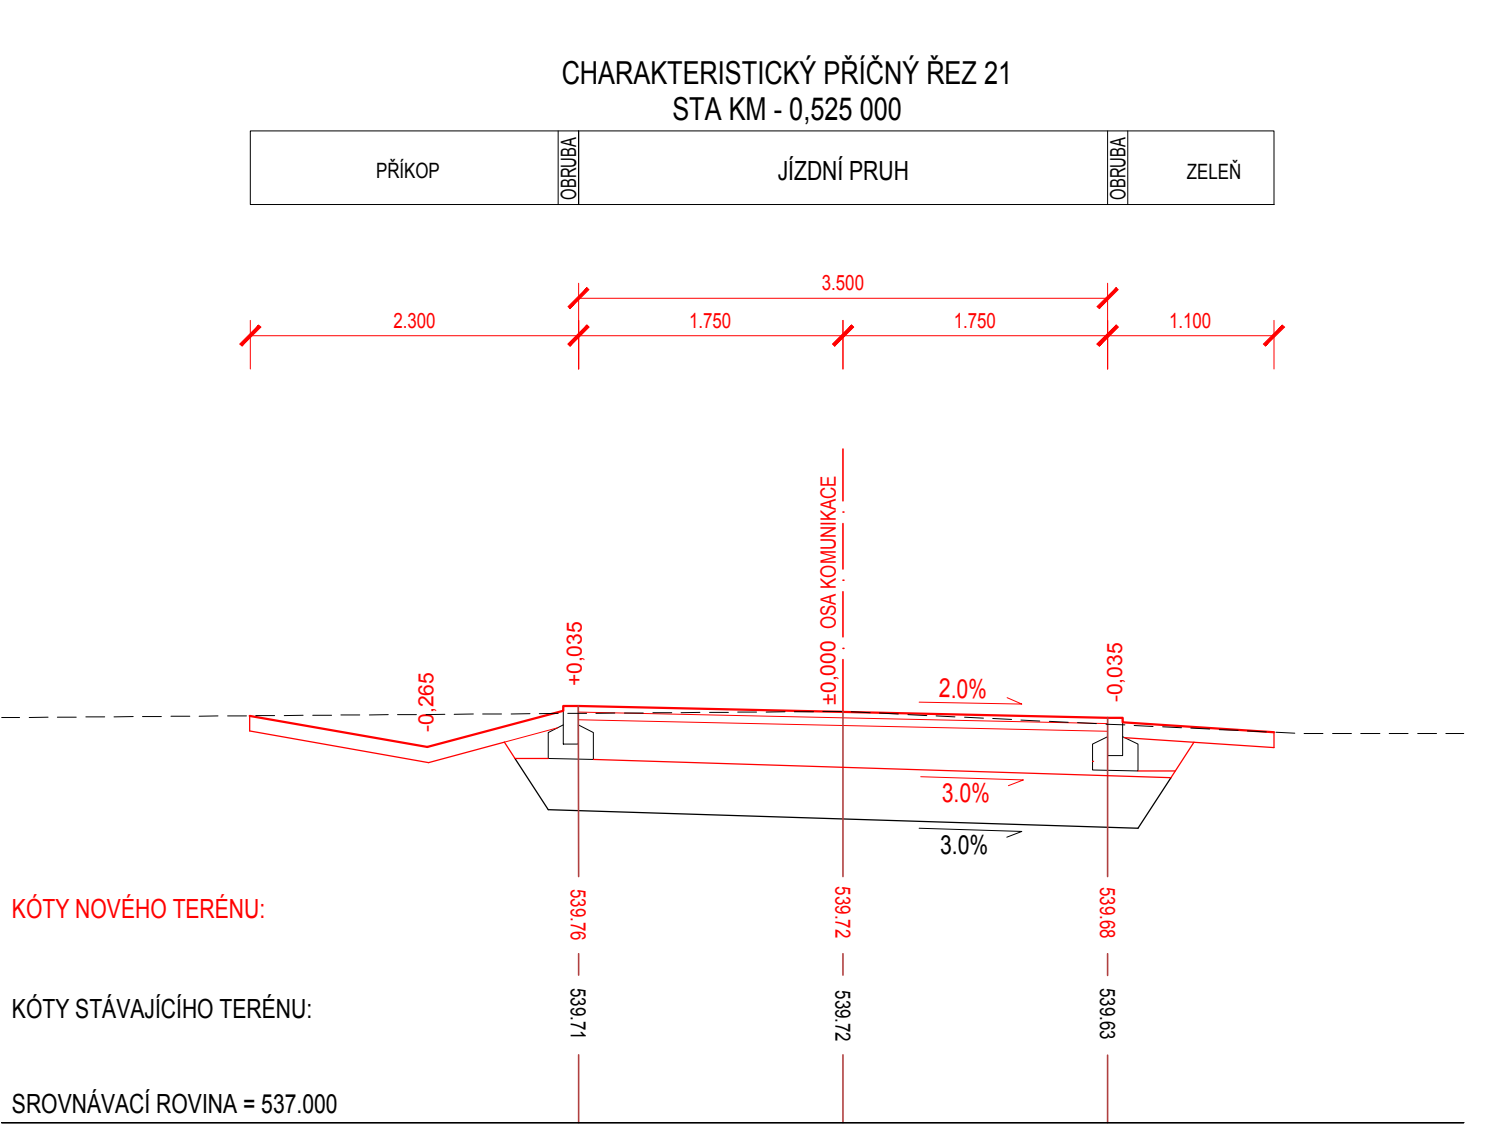 CHARAKTERISTICKÝ PŘÍČNÝ ŘEZ 21
STA KM - 0,525 000
PŘÍKOP
OBRUBA
JÍZDNÍ PRUH
OBRUBA
ZELEŇ
3.500
2.300
1.750
1.750
1.100
-0,265
+0,035
±0,000 OSA KOMUNIKACE
-0,035
2.0%
3.0%
3.0%
KÓTY NOVÉHO TERÉNU:
539.76
539.72
539.68
KÓTY STÁVAJÍCÍHO TERÉNU:
539.71
539.72
539.63
SROVNÁVACÍ ROVINA = 537.000